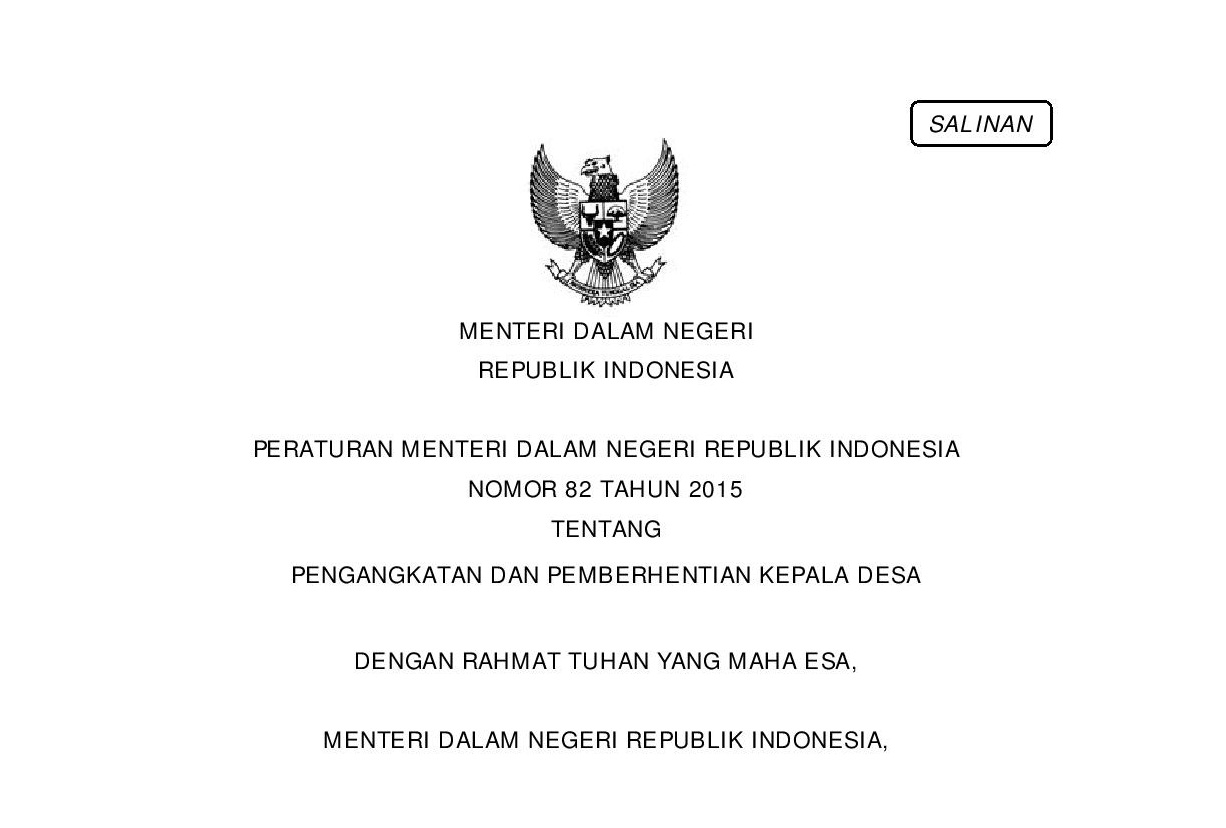 SALINAN
MENTERI DALAM NEGERI
REPUBLIK INDONESIA
PERATURAN MENTERI DALAM NEGERI REPUBLIK INDONESIA
NOMOR 82 TAHUN 2015
TENTANG
PENGANGKATAN DAN PEMBERHENTIAN KEPALA DESA
DENGAN RAHMAT TUHAN YANG MAHA ESA,
MENTERI DALAM NEGERI REPUBLIK INDONESIA,